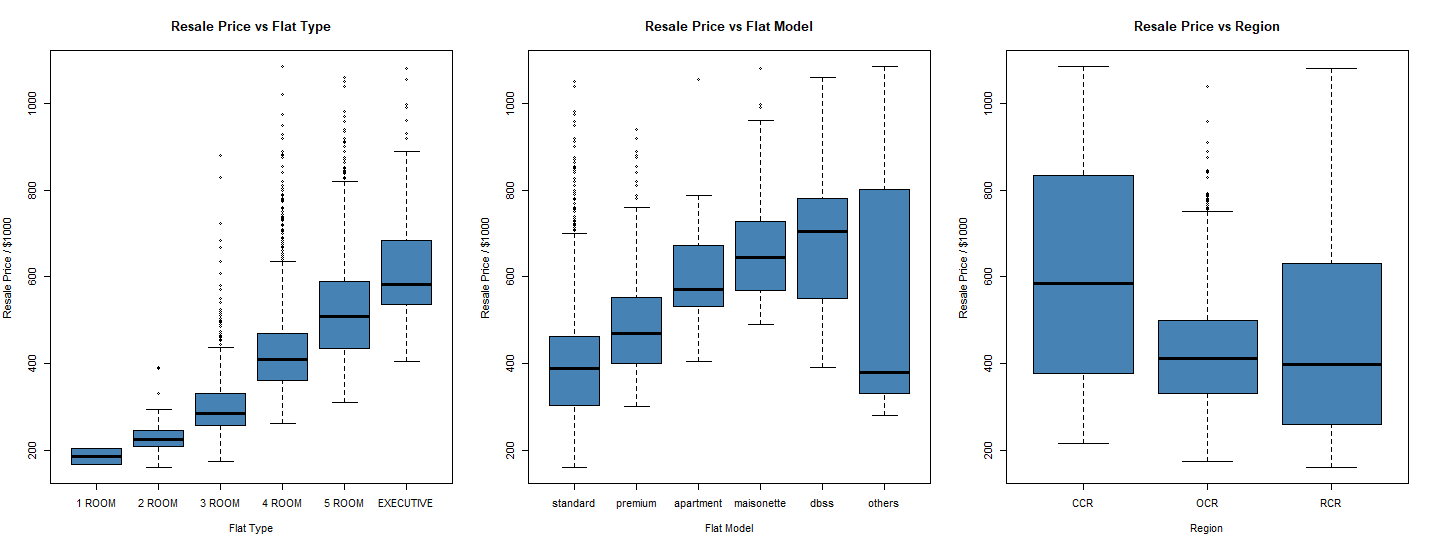 Resale Price vs Flat Type
Resale Price / $1000
1000
800
600
400
200
1 ROOM 2 ROOM 3 ROOM 4 ROOM 5 ROOM EXECUTIVE
Flat Type
Resale Price vs Flat Model
Resale Price / $1000
1000
800
600
400
200
standard premium apartment maisonette dbss others
Flat Model
Resale Price vs Region
Resale Price / $1000
1000
800
600
400
200
CCR OCR RCR
Region